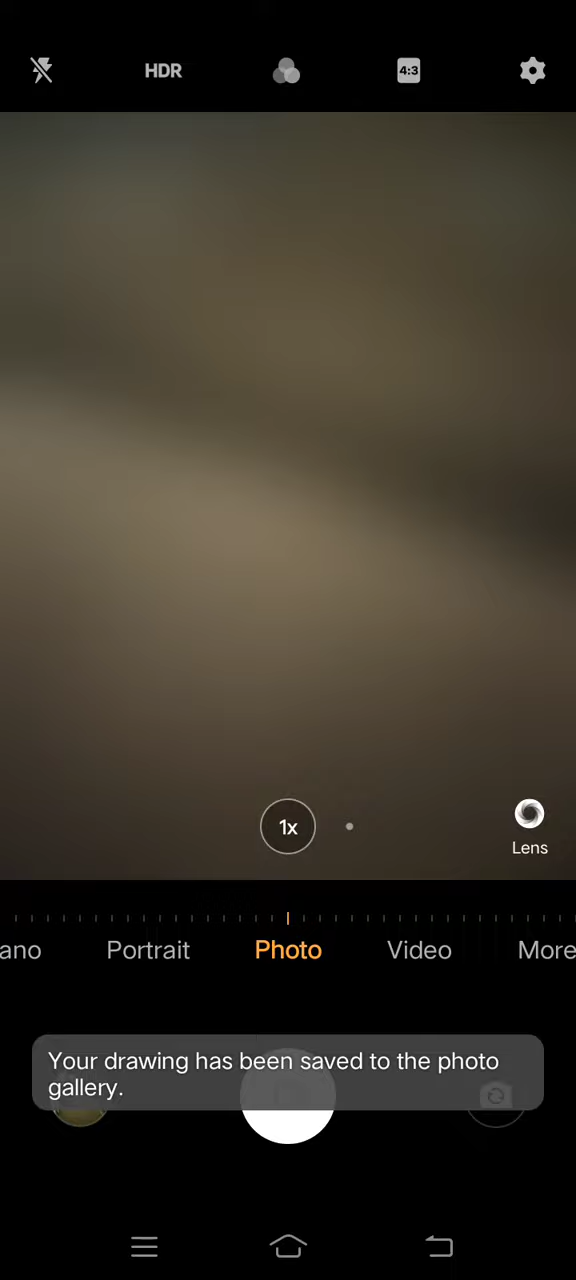 HDR
4:3
1x
Lens
ano Portrait Photo Video More
Your drawing has been saved to the photo
gallery.